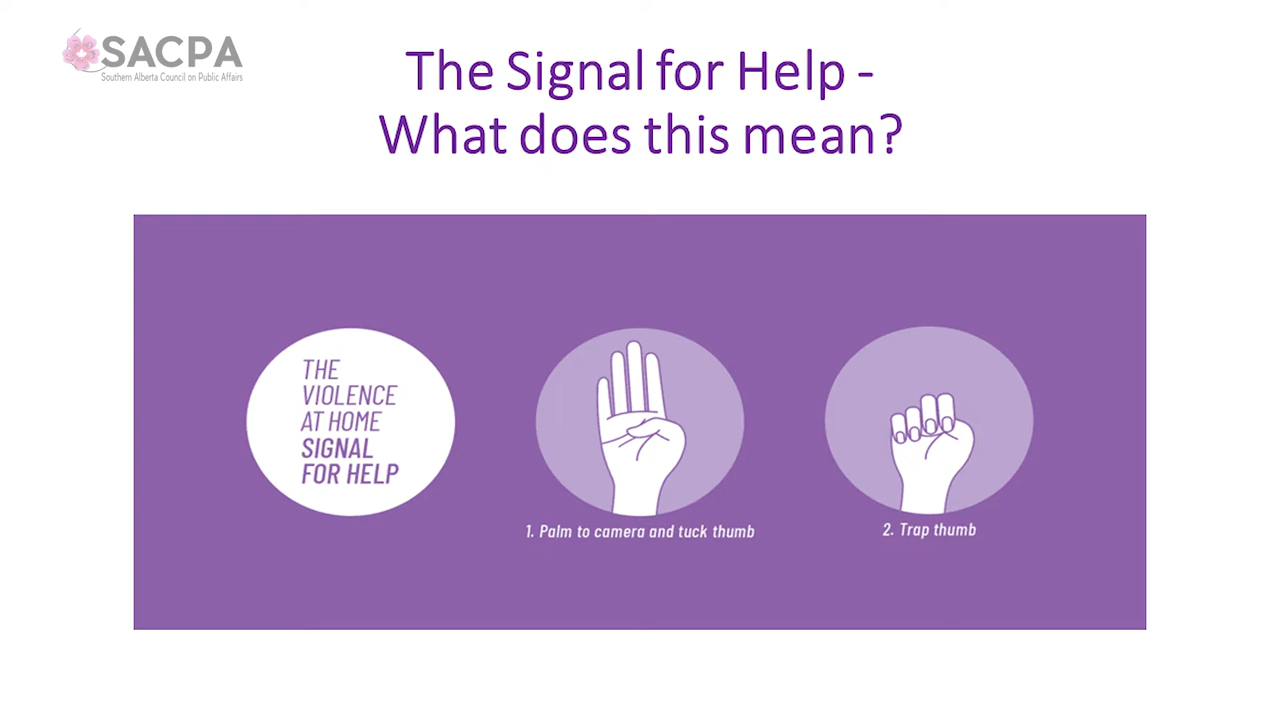 SACPA
Southern Alberta Council on Public Affairs
The Signal for Help -
What does this mean?
THE
VIOLENCE
AT HOME
SIGNAL
FOR HELP
1. Palm to camera and tuck thumb
2. Trap thumb